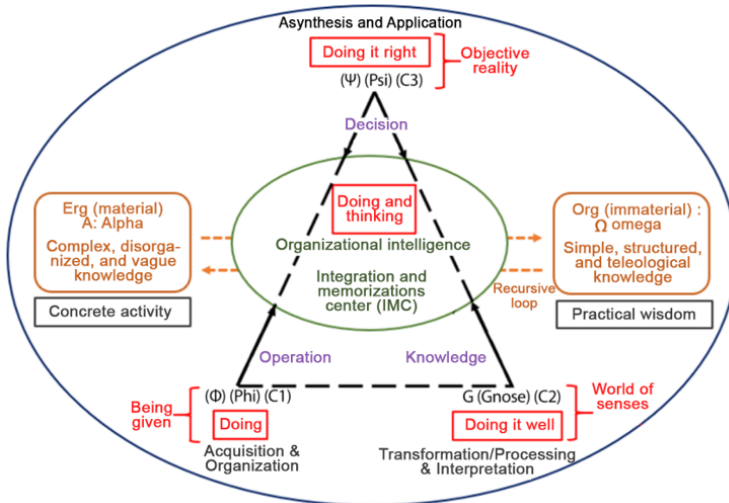 Asynthesis and Application
Doing it right
Objective
reality
(Ψ) (Psi) (C3)
Decision
Doing and
thinking
Organizational intelligence
Integration and
memorizations
center (IMC)
Erg (material)
A: Alpha
Complex, disorga-
nized, and vague
knowledge
Concrete activity
Org (immaterial) :
Ω omega
Simple, structured,
and teleological
knowledge
Recursive
loop
Practical wisdom
Operation
Knowledge
Being
given
(Φ) (Phi) (C1)
Doing
Acquisition &
Organization
G (Gnose) (C2)
Doing it well
World of
senses
Transformation/Processing
& Interpretation